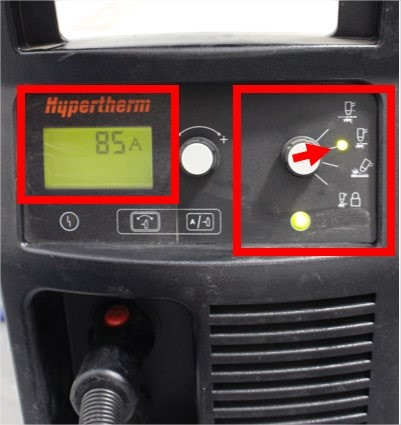 Hypertherm
85A
+
A/